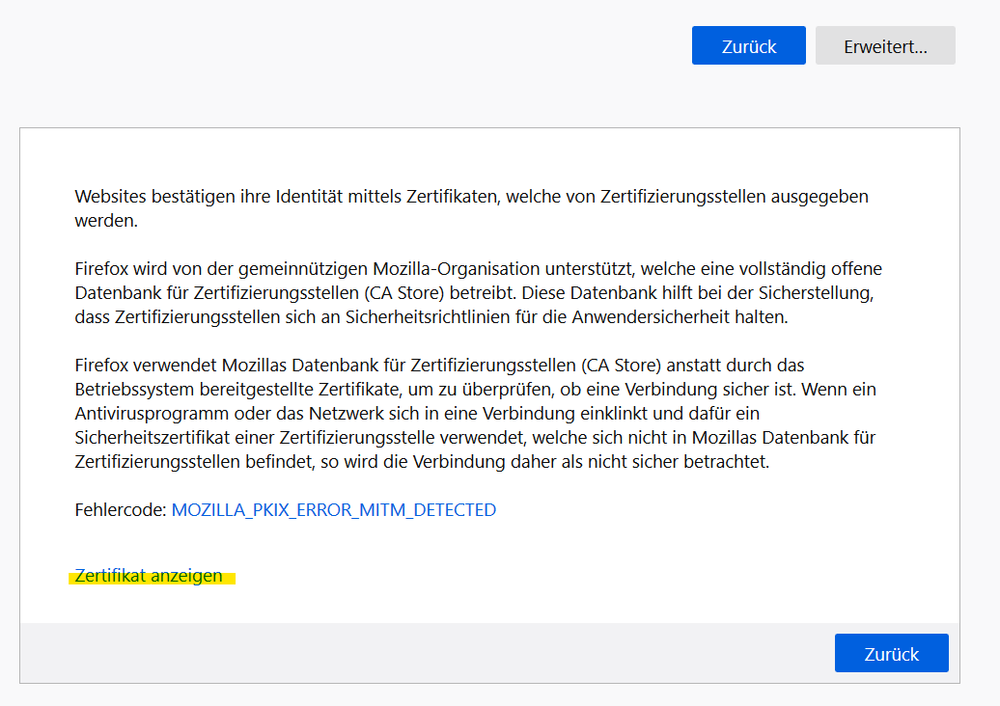 Zurück
Erweitert...
Websites bestätigen ihre Identität mittels Zertifikaten, welche von Zertifizierungsstellen ausgegeben
werden.
Firefox wird von der gemeinnützigen Mozilla-Organisation unterstützt, welche eine vollständig offene
Datenbank für Zertifizierungsstellen (CA Store) betreibt. Diese Datenbank hilft bei der Sicherstellung,
dass Zertifizierungsstellen sich an Sicherheitsrichtlinien für die Anwendersicherheit halten.
Firefox verwendet Mozillas Datenbank für Zertifizierungsstellen (CA Store) anstatt durch das
Betriebssystem bereitgestellte Zertifikate, um zu überprüfen, ob eine Verbindung sicher ist. Wenn ein
Antivirusprogramm oder das Netzwerk sich in eine Verbindung einklinkt und dafür ein
Sicherheitszertifikat einer Zertifizierungsstelle verwendet, welche sich nicht in Mozillas Datenbank für
Zertifizierungsstellen befindet, so wird die Verbindung daher als nicht sicher betrachtet.
Fehlercode: MOZILLA_PKIX_ERROR_MITM_DETECTED
Zertifikat anzeigen
Zurück